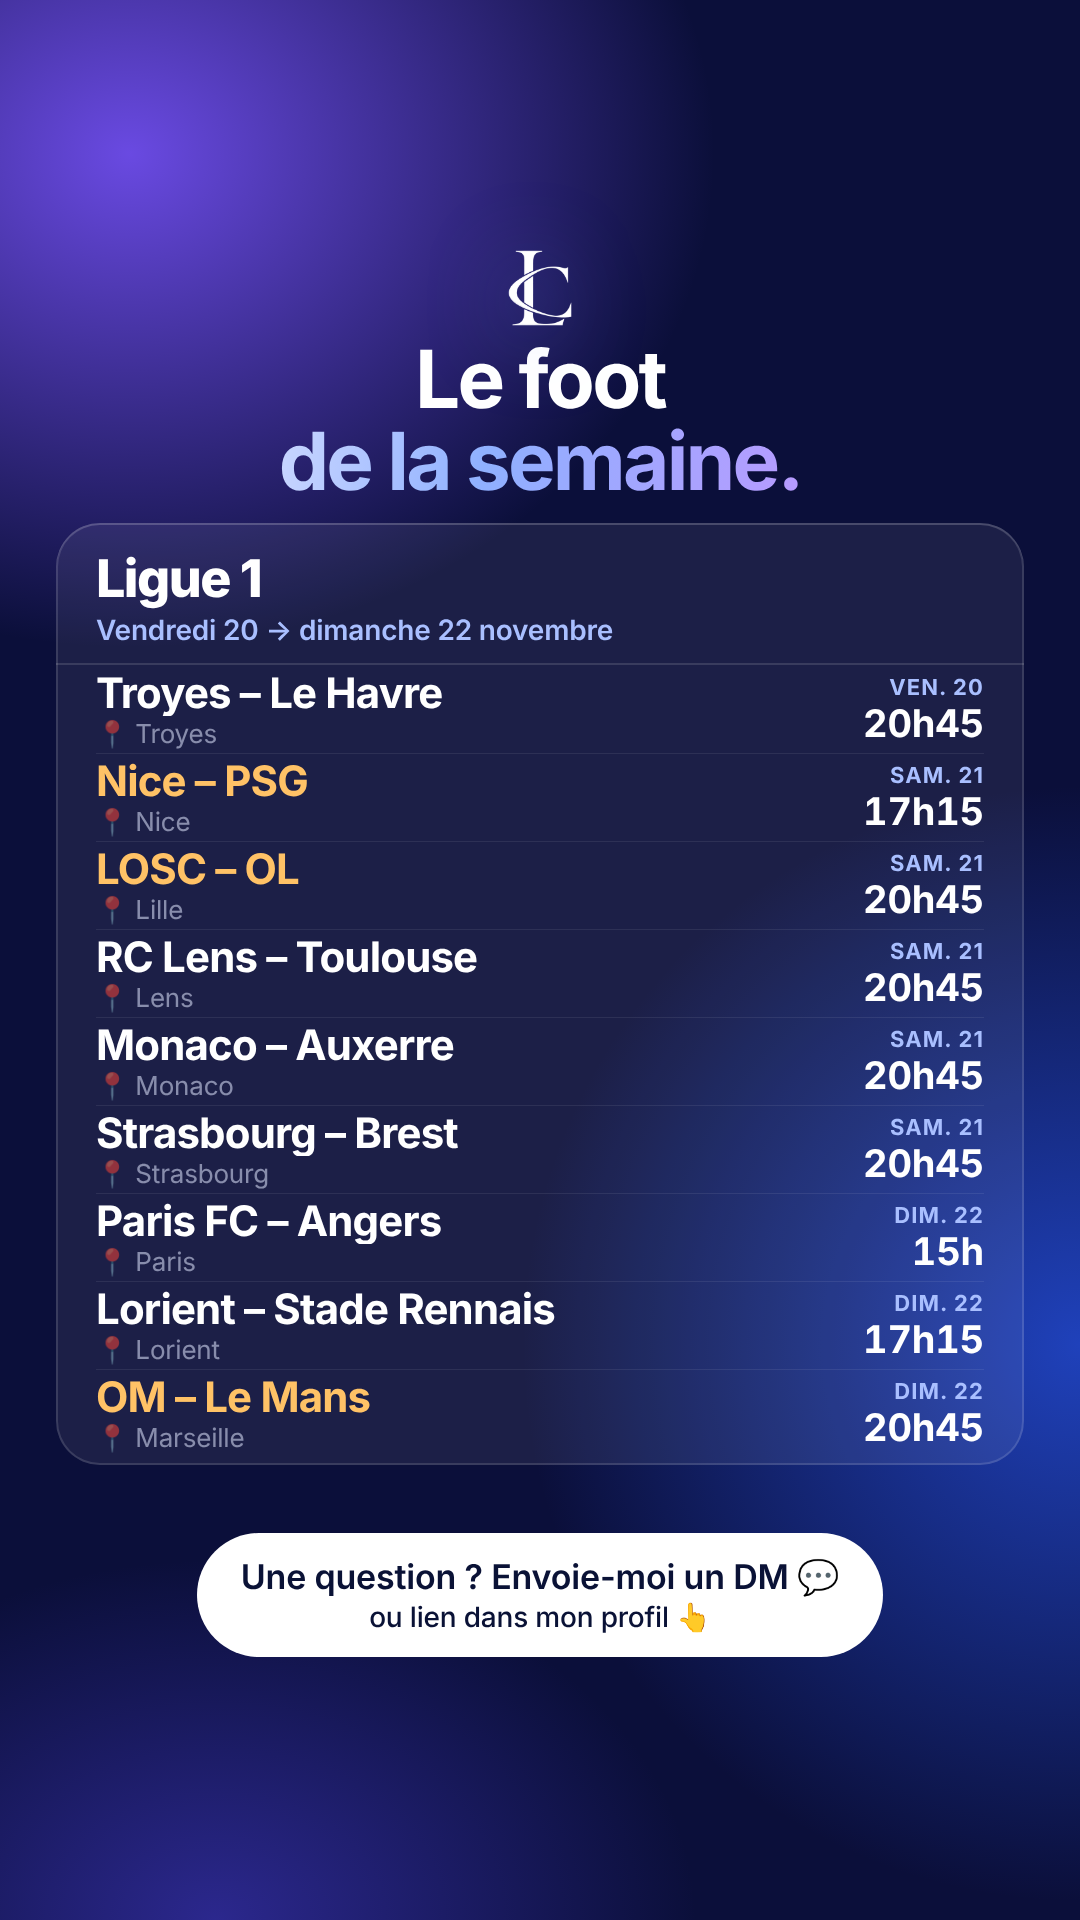 LC
Le foot
de la semaine.
Ligue 1
Vendredi 20 → dimanche 22 novembre
Troyes – Le Havre
VEN. 20
📍 Troyes
20h45
Nice – PSG
SAM. 21
📍 Nice
17h15
LOSC – OL
SAM. 21
📍 Lille
20h45
RC Lens – Toulouse
SAM. 21
📍 Lens
20h45
Monaco – Auxerre
SAM. 21
📍 Monaco
20h45
Strasbourg – Brest
SAM. 21
📍 Strasbourg
20h45
Paris FC – Angers
DIM. 22
📍 Paris
15h
Lorient – Stade Rennais
DIM. 22
📍 Lorient
17h15
OM – Le Mans
DIM. 22
📍 Marseille
20h45
Une question ? Envoie-moi un DM 💬
ou lien dans mon profil 👆